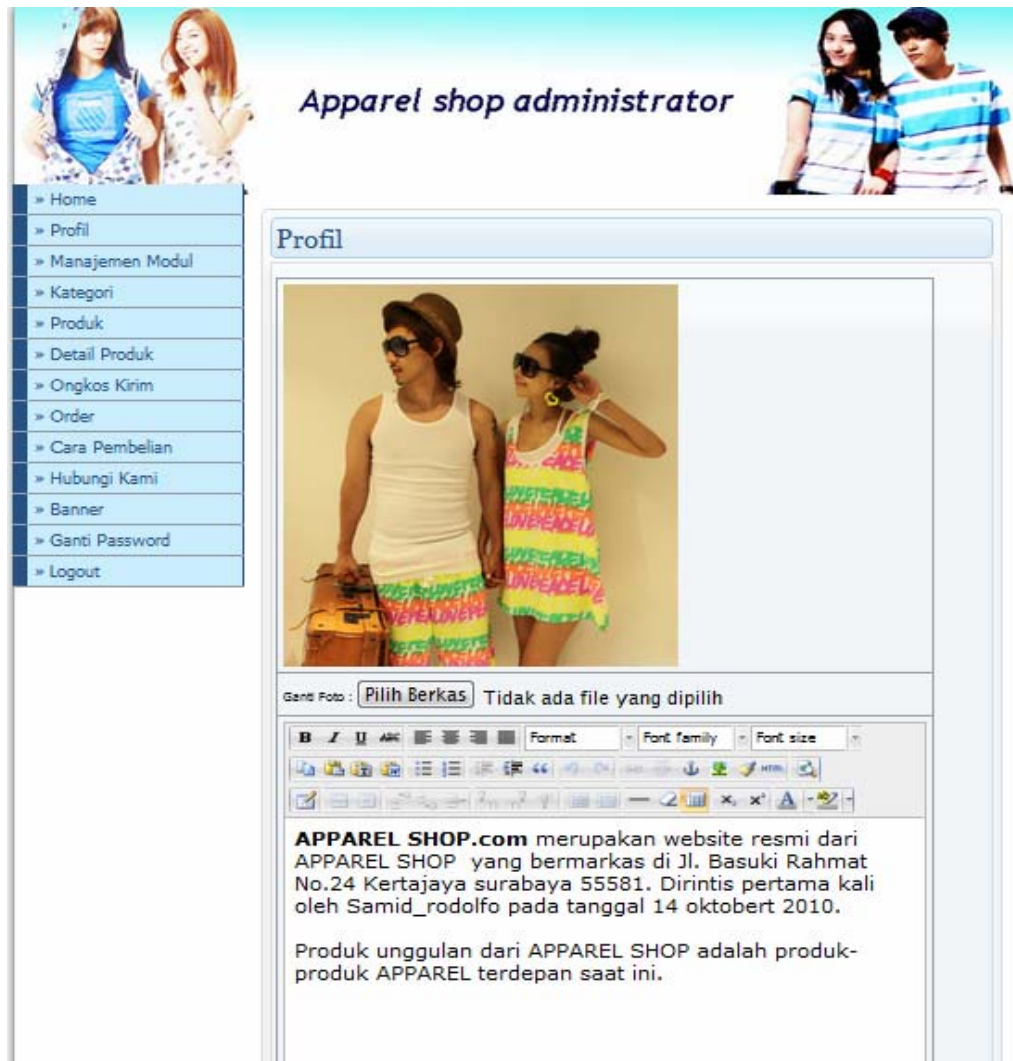 Apparel shop administrator
» Home
» Profil
» Manajemen Modul
» Kategori
» Produk
» Detail Produk
» Ongkos Kirim
» Order
» Cara Pembelian
» Hubungi Kami
» Banner
» Ganti Password
» Logout
Profil
Ganti Foto : Pilih Berkas Tidak ada file yang dipilih
B I U ABC Format Font family Font size
HTML
APPAREL SHOP.com merupakan website resmi dari
APPAREL SHOP yang bermarkas di Jl. Basuki Rahmat
No.24 Kertajaya surabaya 55581. Dirintis pertama kali
oleh Samid_rodolfo pada tanggal 14 oktobert 2010.
Produk unggulan dari APPAREL SHOP adalah produk-
produk APPAREL terdepan saat ini.